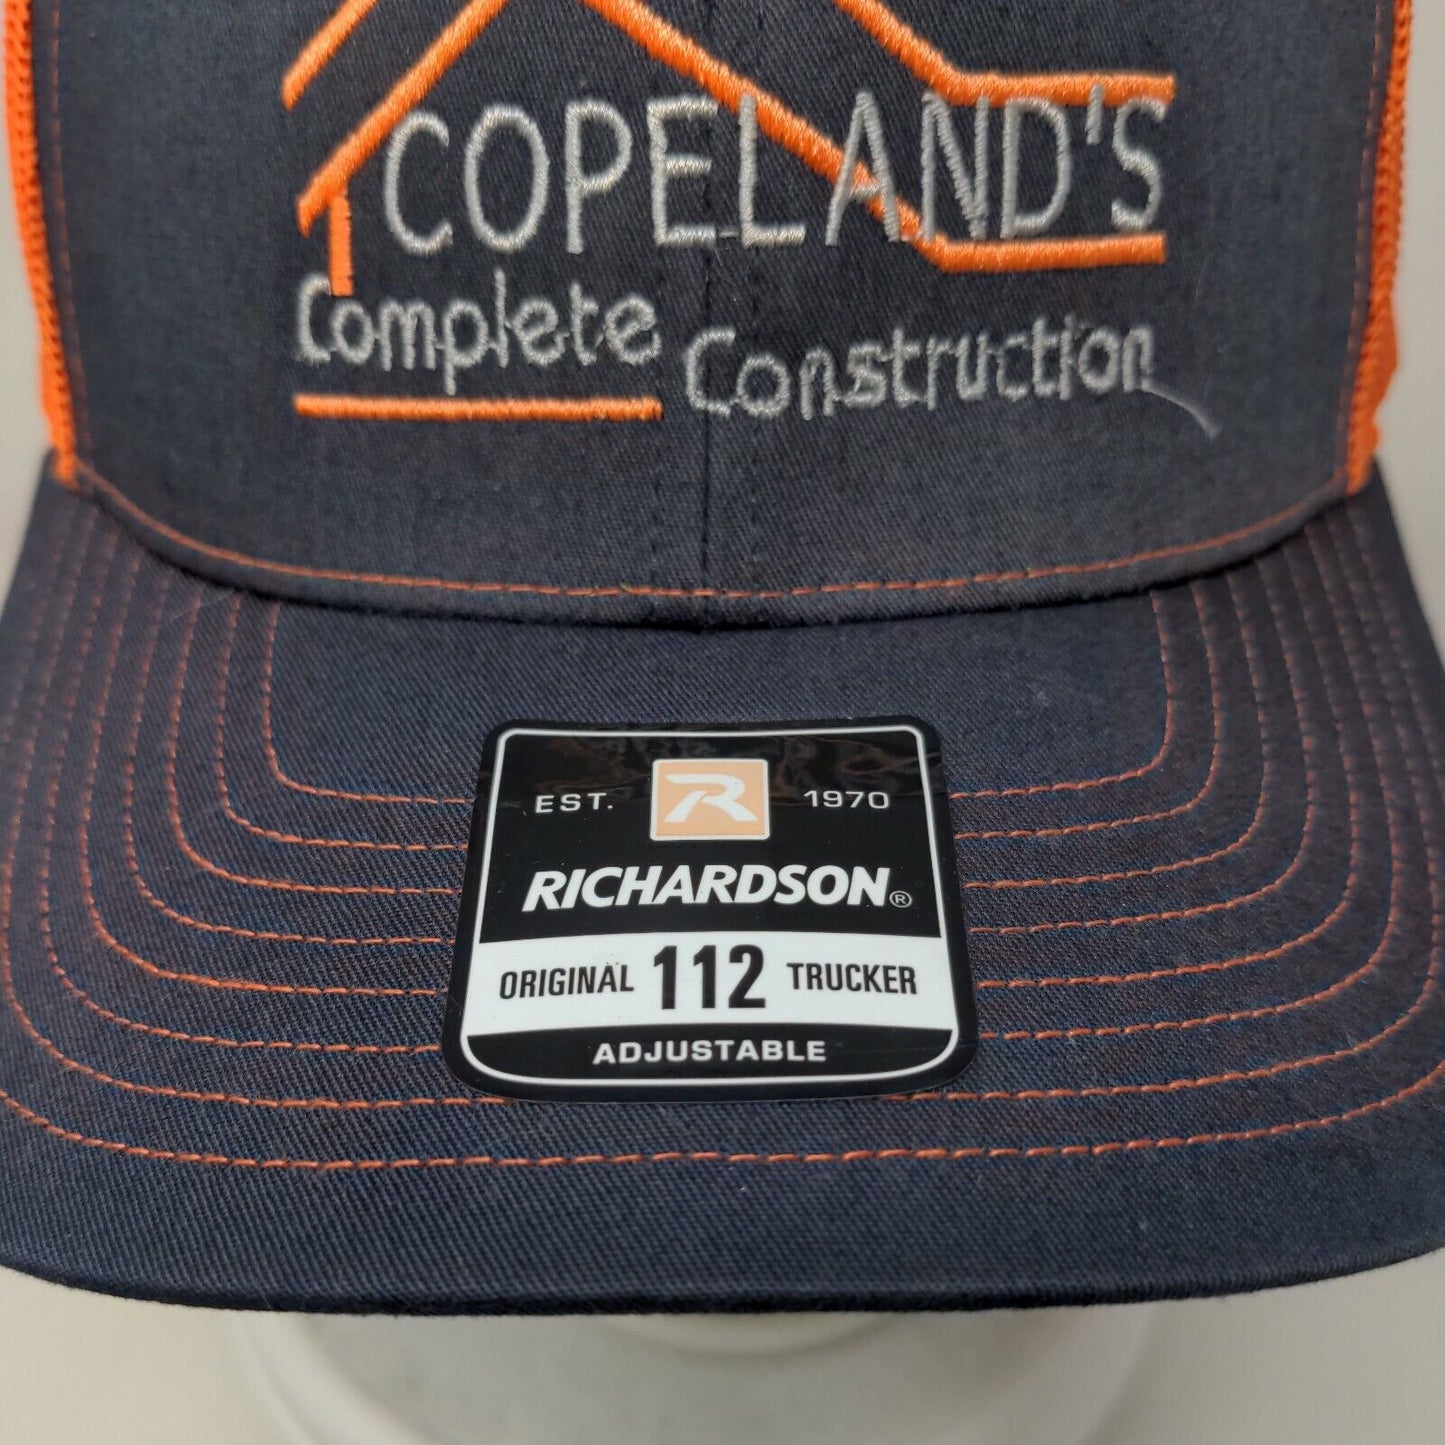 COPELAND'S
Complete Construction
EST. R 1970
RICHARDSON®
ORIGINAL 112 TRUCKER
ADJUSTABLE